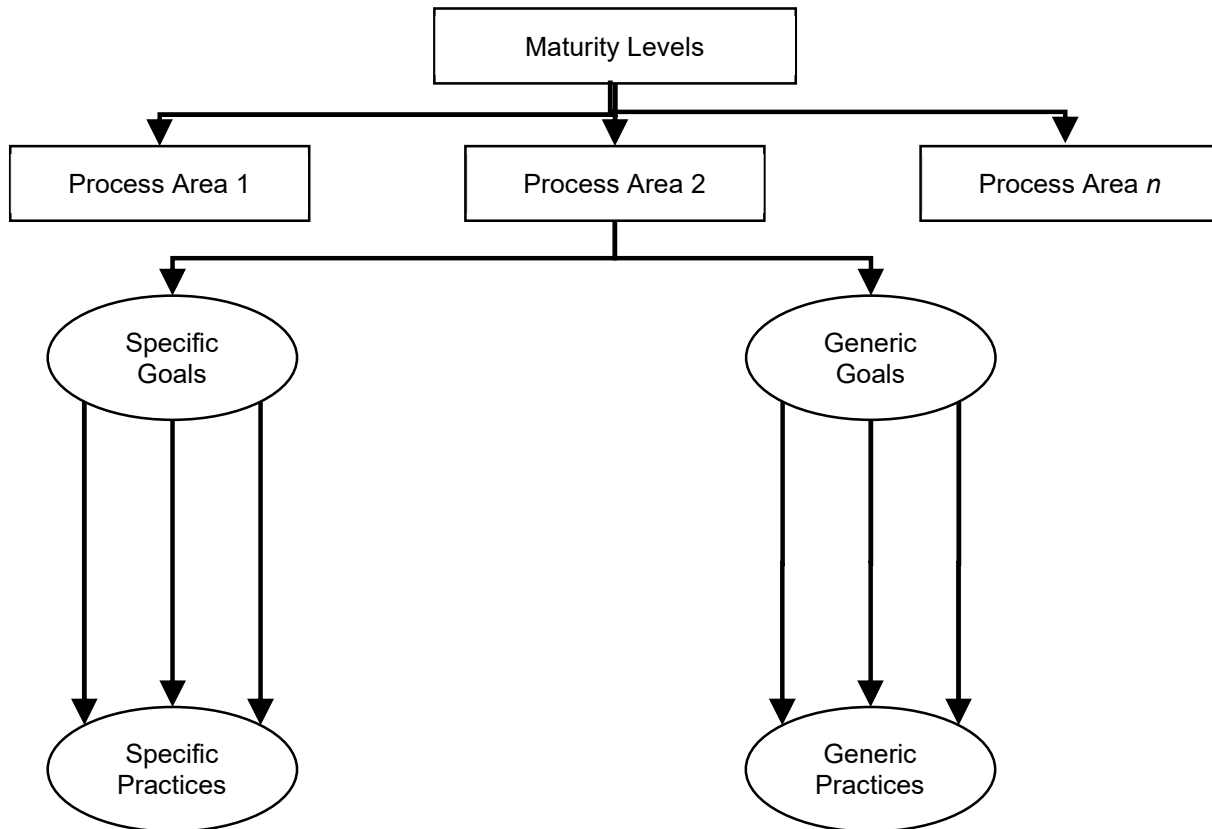 Maturity Levels
Process Area 1
Process Area 2
Process Area n
Specific
Goals
Generic
Goals
Specific
Practices
Generic
Practices